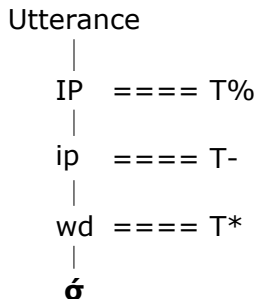 Utterance
IP ==== T%
ip ==== T-
wd ==== T*
σ́